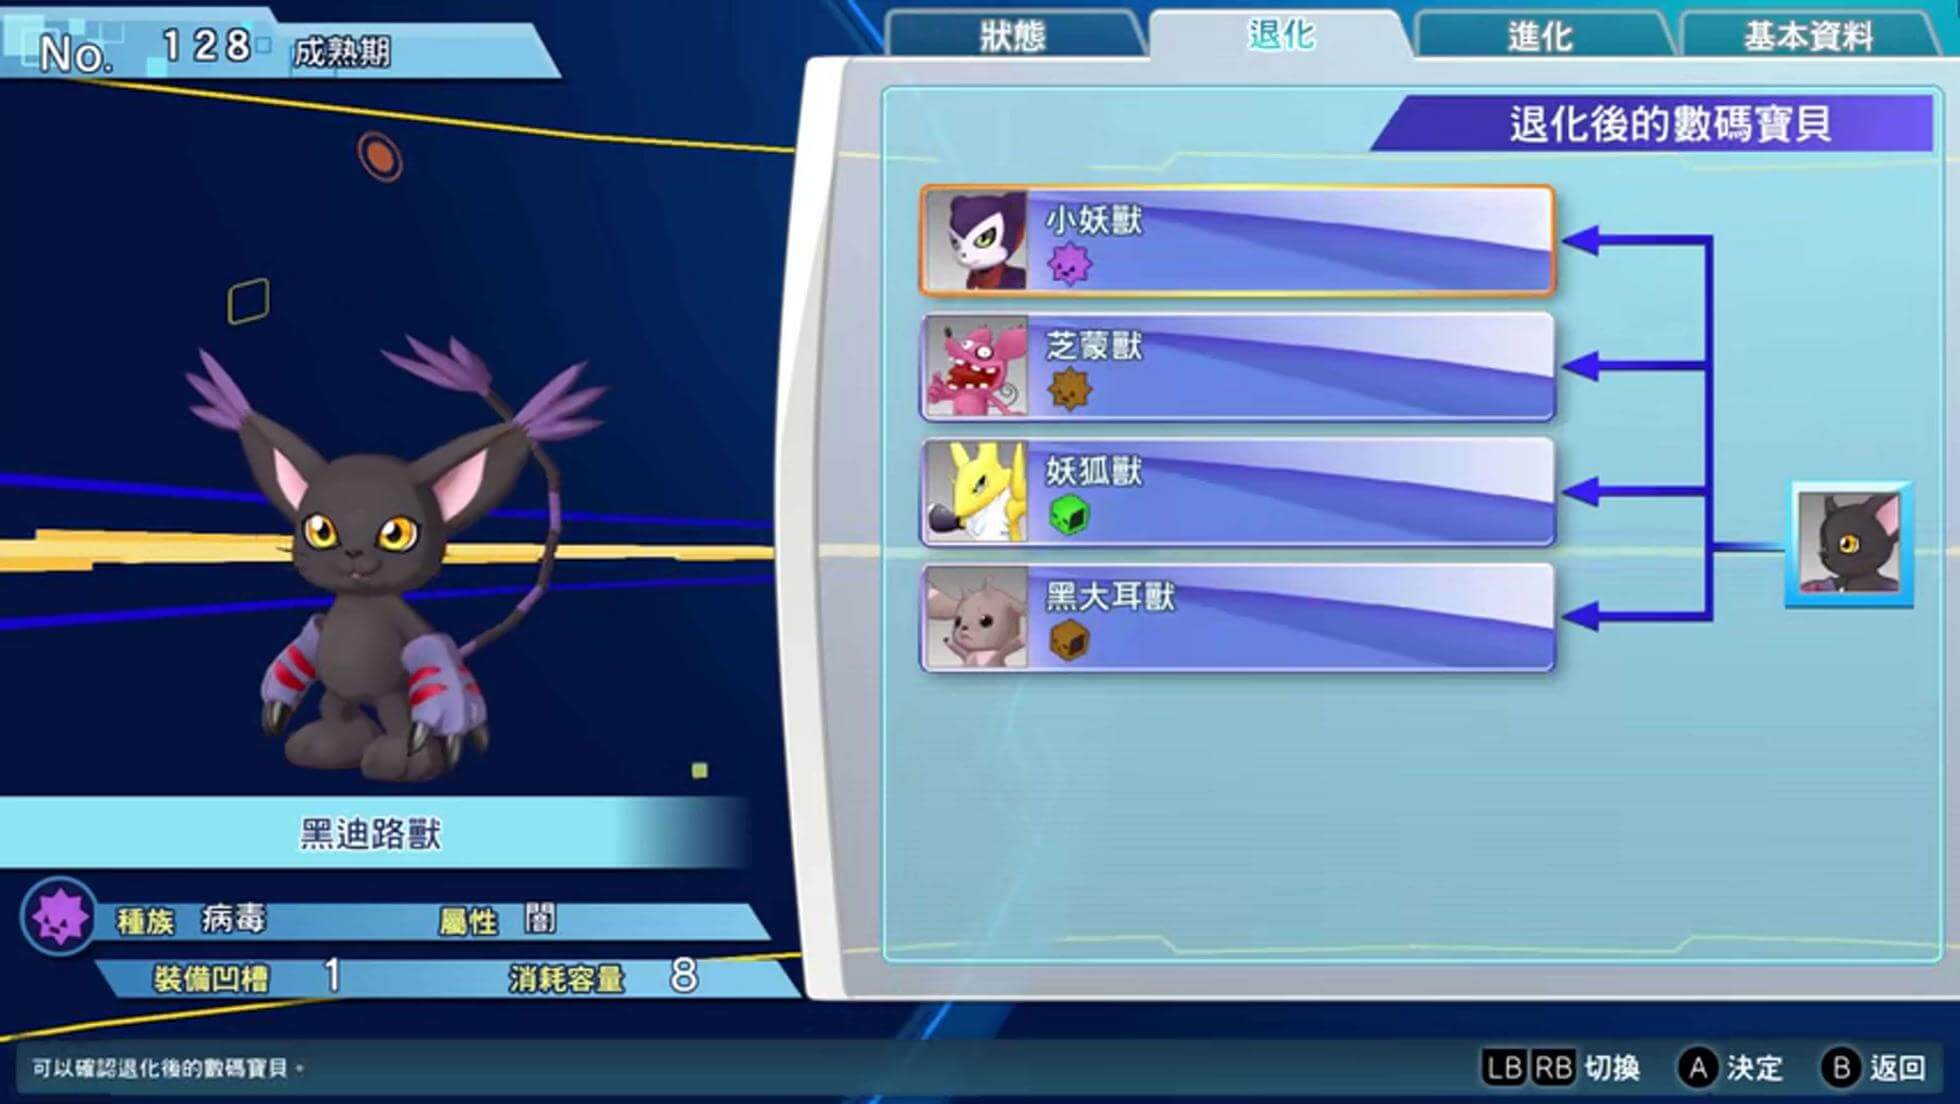 No. 128 成熟期
狀態 退化 進化 基本資料
退化後的數碼寶貝
小妖獸
芝蒙獸
妖狐獸
黑大耳獸
黑迪路獸
種族 病毒 屬性 闇
裝備凹槽 1 消耗容量 8
可以確認退化後的數碼寶貝。
LB RB 切換 A 決定 B 返回